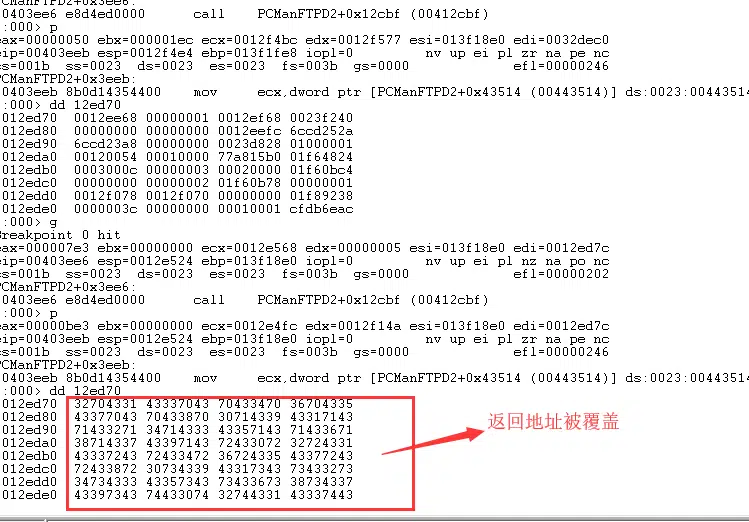 PCManFTPD2+0x3ee6:
0403ee6 e8d4ed0000      call    PCManFTPD2+0x12cbf (00412cbf)
:000> p
eax=00000050 ebx=000001ec ecx=0012f4bc edx=0012f577 esi=013f18e0 edi=0032dec0
eip=00403eeb esp=0012f4e4 ebp=013f1fe8 iopl=0         nv up ei pl zr na pe nc
cs=001b  ss=0023  ds=0023  es=0023  fs=003b  gs=0000             efl=00000246
PCManFTPD2+0x3eeb:
0403eeb 8b0d14354400    mov     ecx,dword ptr [PCManFTPD2+0x43514 (00443514)] ds:0023:00443514
:000> dd 12ed70
012ed70  0012ee68 00000001 0012ef68 0023f240
012ed80  00000000 00000000 0012eefc 6ccd252a
012ed90  6ccd23a8 00000000 0023d828 01000001
012eda0  00120054 00010000 77a815b0 01f64824
012edb0  0003000c 00000003 00020000 01f60bc4
012edc0  00000000 00000002 01f60b78 00000001
012edd0  0012f078 0012f070 00000000 01f89238
012ede0  0000003c 00000000 00010001 cfdb6eac
:000> g
Breakpoint 0 hit
eax=000007e3 ebx=00000000 ecx=0012e568 edx=00000005 esi=013f18e0 edi=0012ed7c
eip=00403ee6 esp=0012e524 ebp=013f18e0 iopl=0         nv up ei pl nz na po nc
cs=001b  ss=0023  ds=0023  es=0023  fs=003b  gs=0000             efl=00000202
PCManFTPD2+0x3ee6:
0403ee6 e8d4ed0000      call    PCManFTPD2+0x12cbf (00412cbf)
:000> p
eax=00000be3 ebx=00000000 ecx=0012e4fc edx=0012f14a esi=013f18e0 edi=0012ed7c
eip=00403eeb esp=0012e524 ebp=013f18e0 iopl=0         nv up ei pl zr na pe nc
cs=001b  ss=0023  ds=0023  es=0023  fs=003b  gs=0000             efl=00000246
PCManFTPD2+0x3eeb:
0403eeb 8b0d14354400    mov     ecx,dword ptr [PCManFTPD2+0x43514 (00443514)] ds:0023:00443514
:000> dd 12ed70
012ed70  32704331 43337043 70433470 36704335
012ed80  43377043 70433870 30714339 43317143
012ed90  71433271 34714333 43357143 71433671
012eda0  38714337 43397143 72433072 32724331
012edb0  43337243 72433472 36724335 43377243
012edc0  72433872 30734339 43317343 73433273
012edd0  34734333 43357343 73433673 38734337
012ede0  43397343 74433074 32744331 43337443
返回地址被覆盖